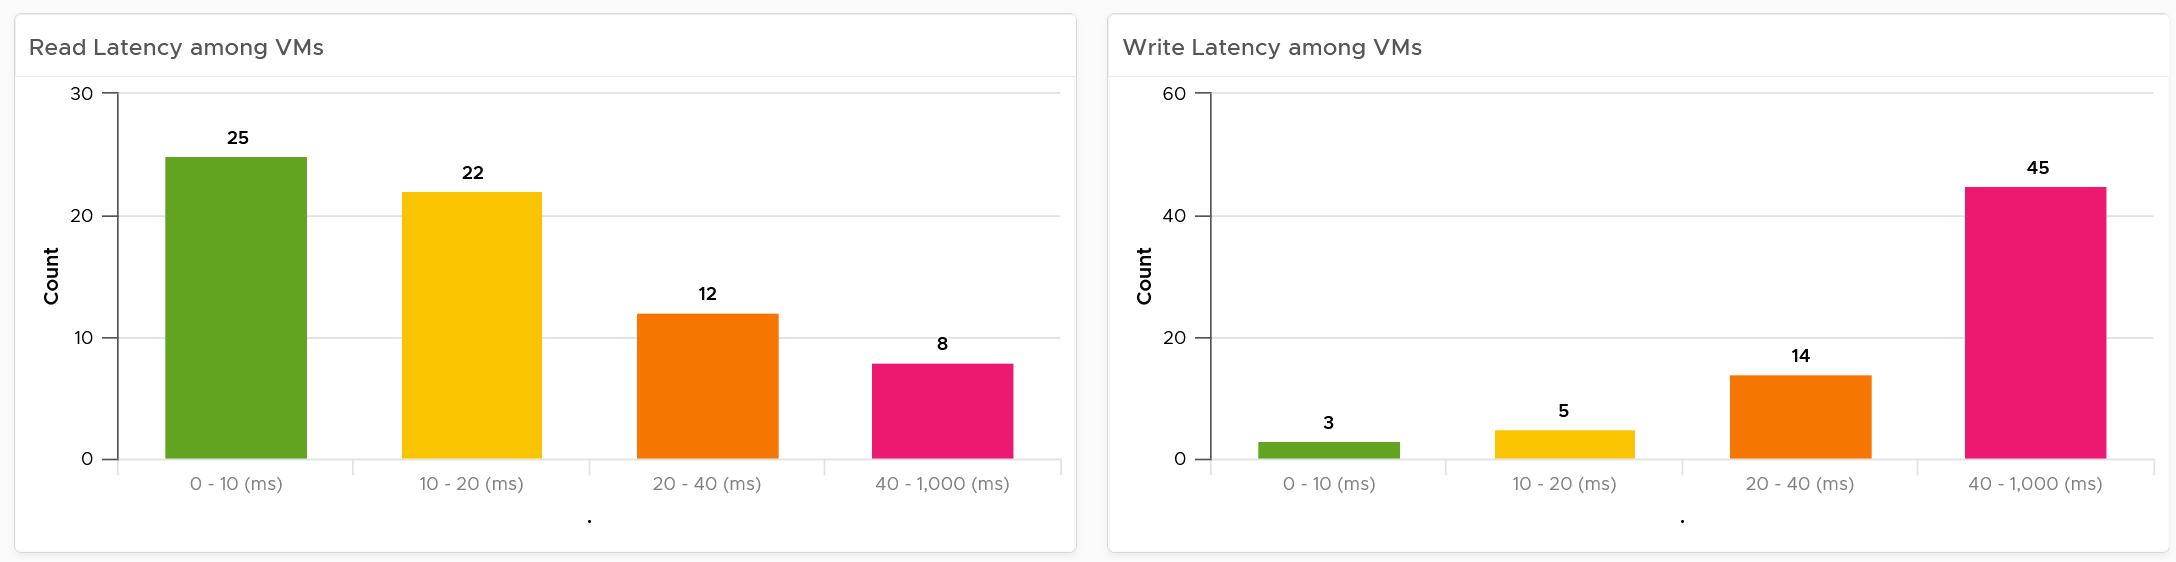 Read Latency among VMs
30
20
10
0
Count
25
22
12
8
0 - 10 (ms)
10 - 20 (ms)
20 - 40 (ms)
40 - 1,000 (ms)
.
Write Latency among VMs
60
40
20
0
Count
3
5
14
45
0 - 10 (ms)
10 - 20 (ms)
20 - 40 (ms)
40 - 1,000 (ms)
.